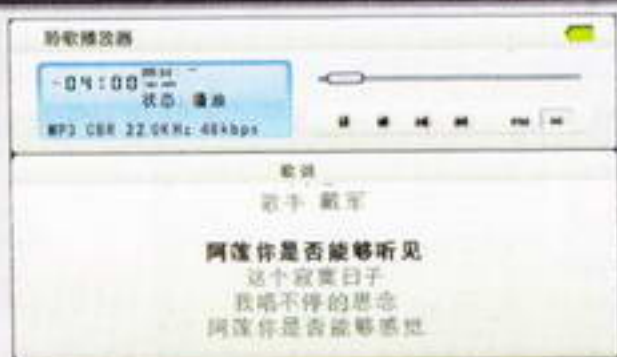 聆歌播放器
-04:00
状态 播放
MP3 CBR 22.0KHz 48kbps
歌词
歌手 戴军
阿莲你是否能够听见
这个寂寞日子
我唱不停的思念
阿莲你是否能够感觉